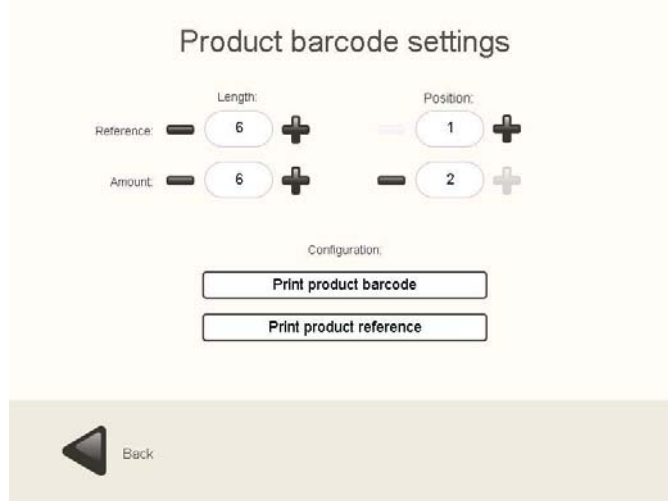 Product barcode settings
Length: Position:
Reference: 6 1
Amount: 6 2
Configuration:
Print product barcode
Print product reference
Back